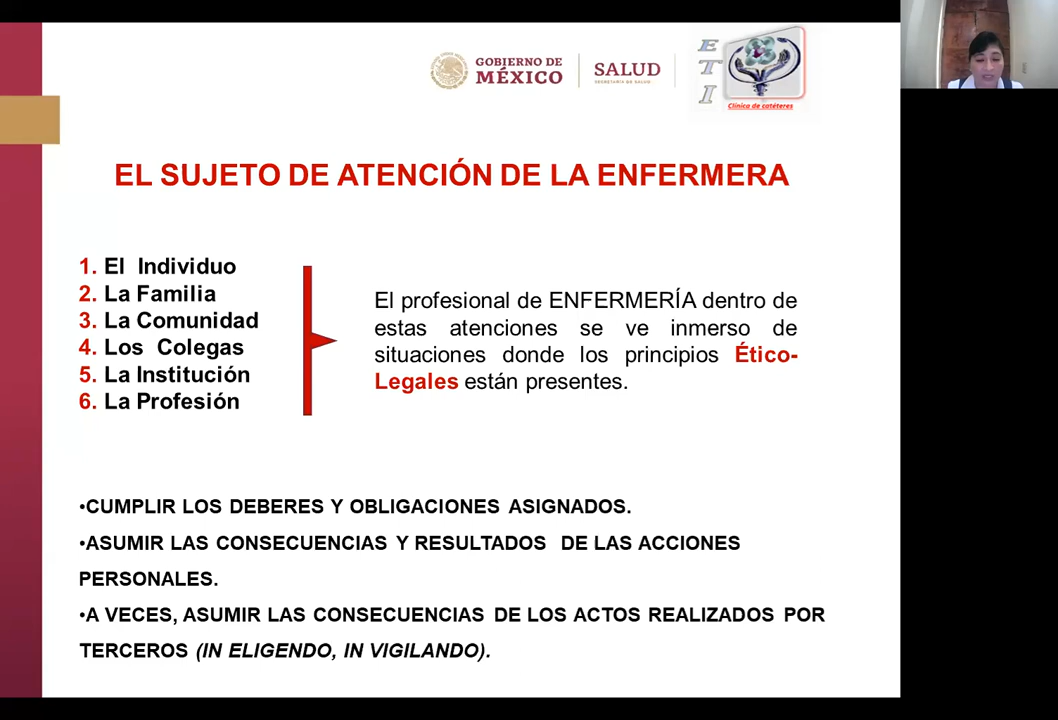 GOBIERNO DE
MÉXICO
SALUD
SECRETARÍA DE SALUD
ETI
Clínica de catéteres
EL SUJETO DE ATENCIÓN DE LA ENFERMERA
1. El Individuo
2. La Familia
3. La Comunidad
4. Los Colegas
5. La Institución
6. La Profesión
El profesional de ENFERMERÍA dentro de
estas atenciones se ve inmerso de
situaciones donde los principios Ético-
Legales están presentes.
•CUMPLIR LOS DEBERES Y OBLIGACIONES ASIGNADOS.
•ASUMIR LAS CONSECUENCIAS Y RESULTADOS DE LAS ACCIONES
PERSONALES.
•A VECES, ASUMIR LAS CONSECUENCIAS DE LOS ACTOS REALIZADOS POR
TERCEROS (IN ELIGENDO, IN VIGILANDO).